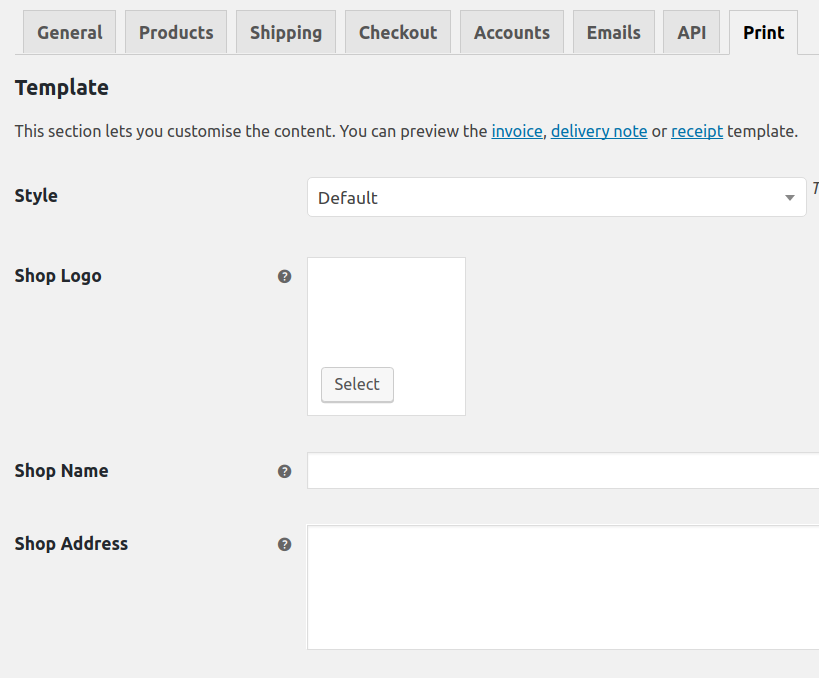 General Products Shipping Checkout Accounts Emails API Print
Template
This section lets you customise the content. You can preview the invoice, delivery note or receipt template.
Style Default
Shop Logo ?
Select
Shop Name ?
Shop Address ?